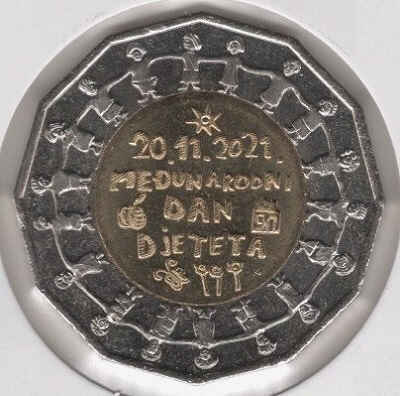 20.11.2021.
MEĐUNARODNI
DAN
DJETETA